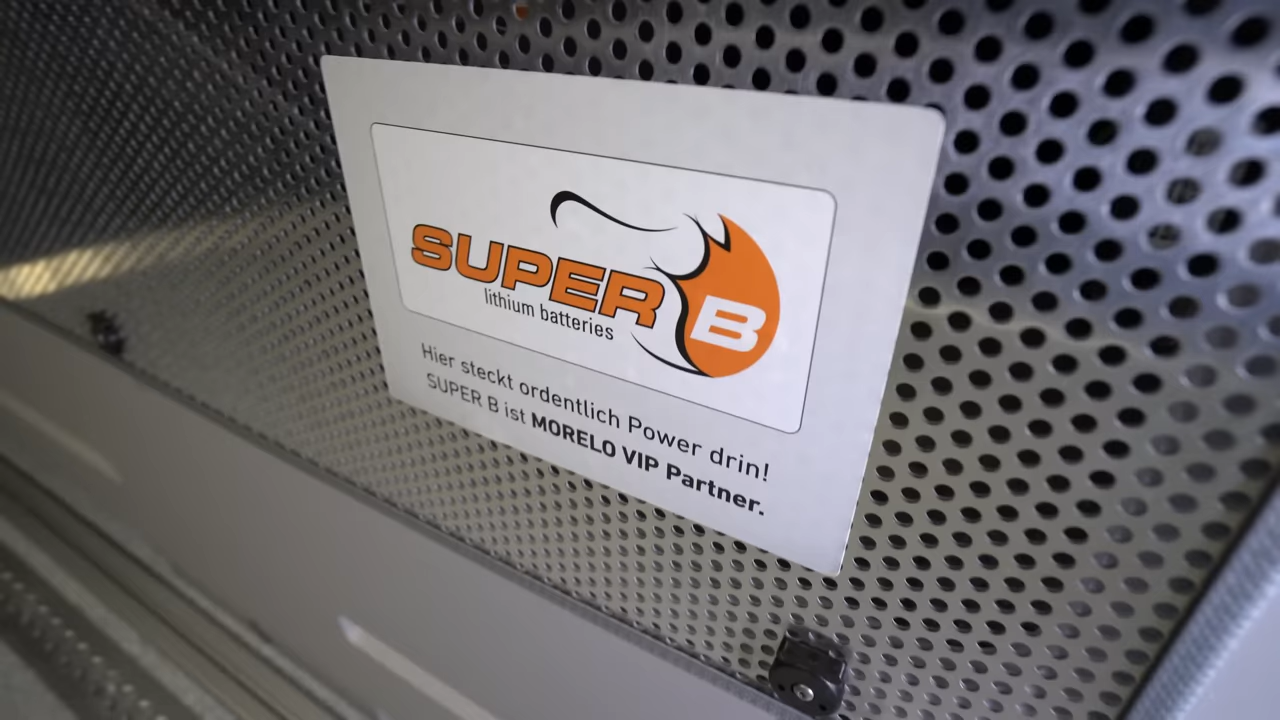 SUPER B
lithium batteries
Hier steckt ordentlich Power drin!
SUPER B ist MORELO VIP Partner.